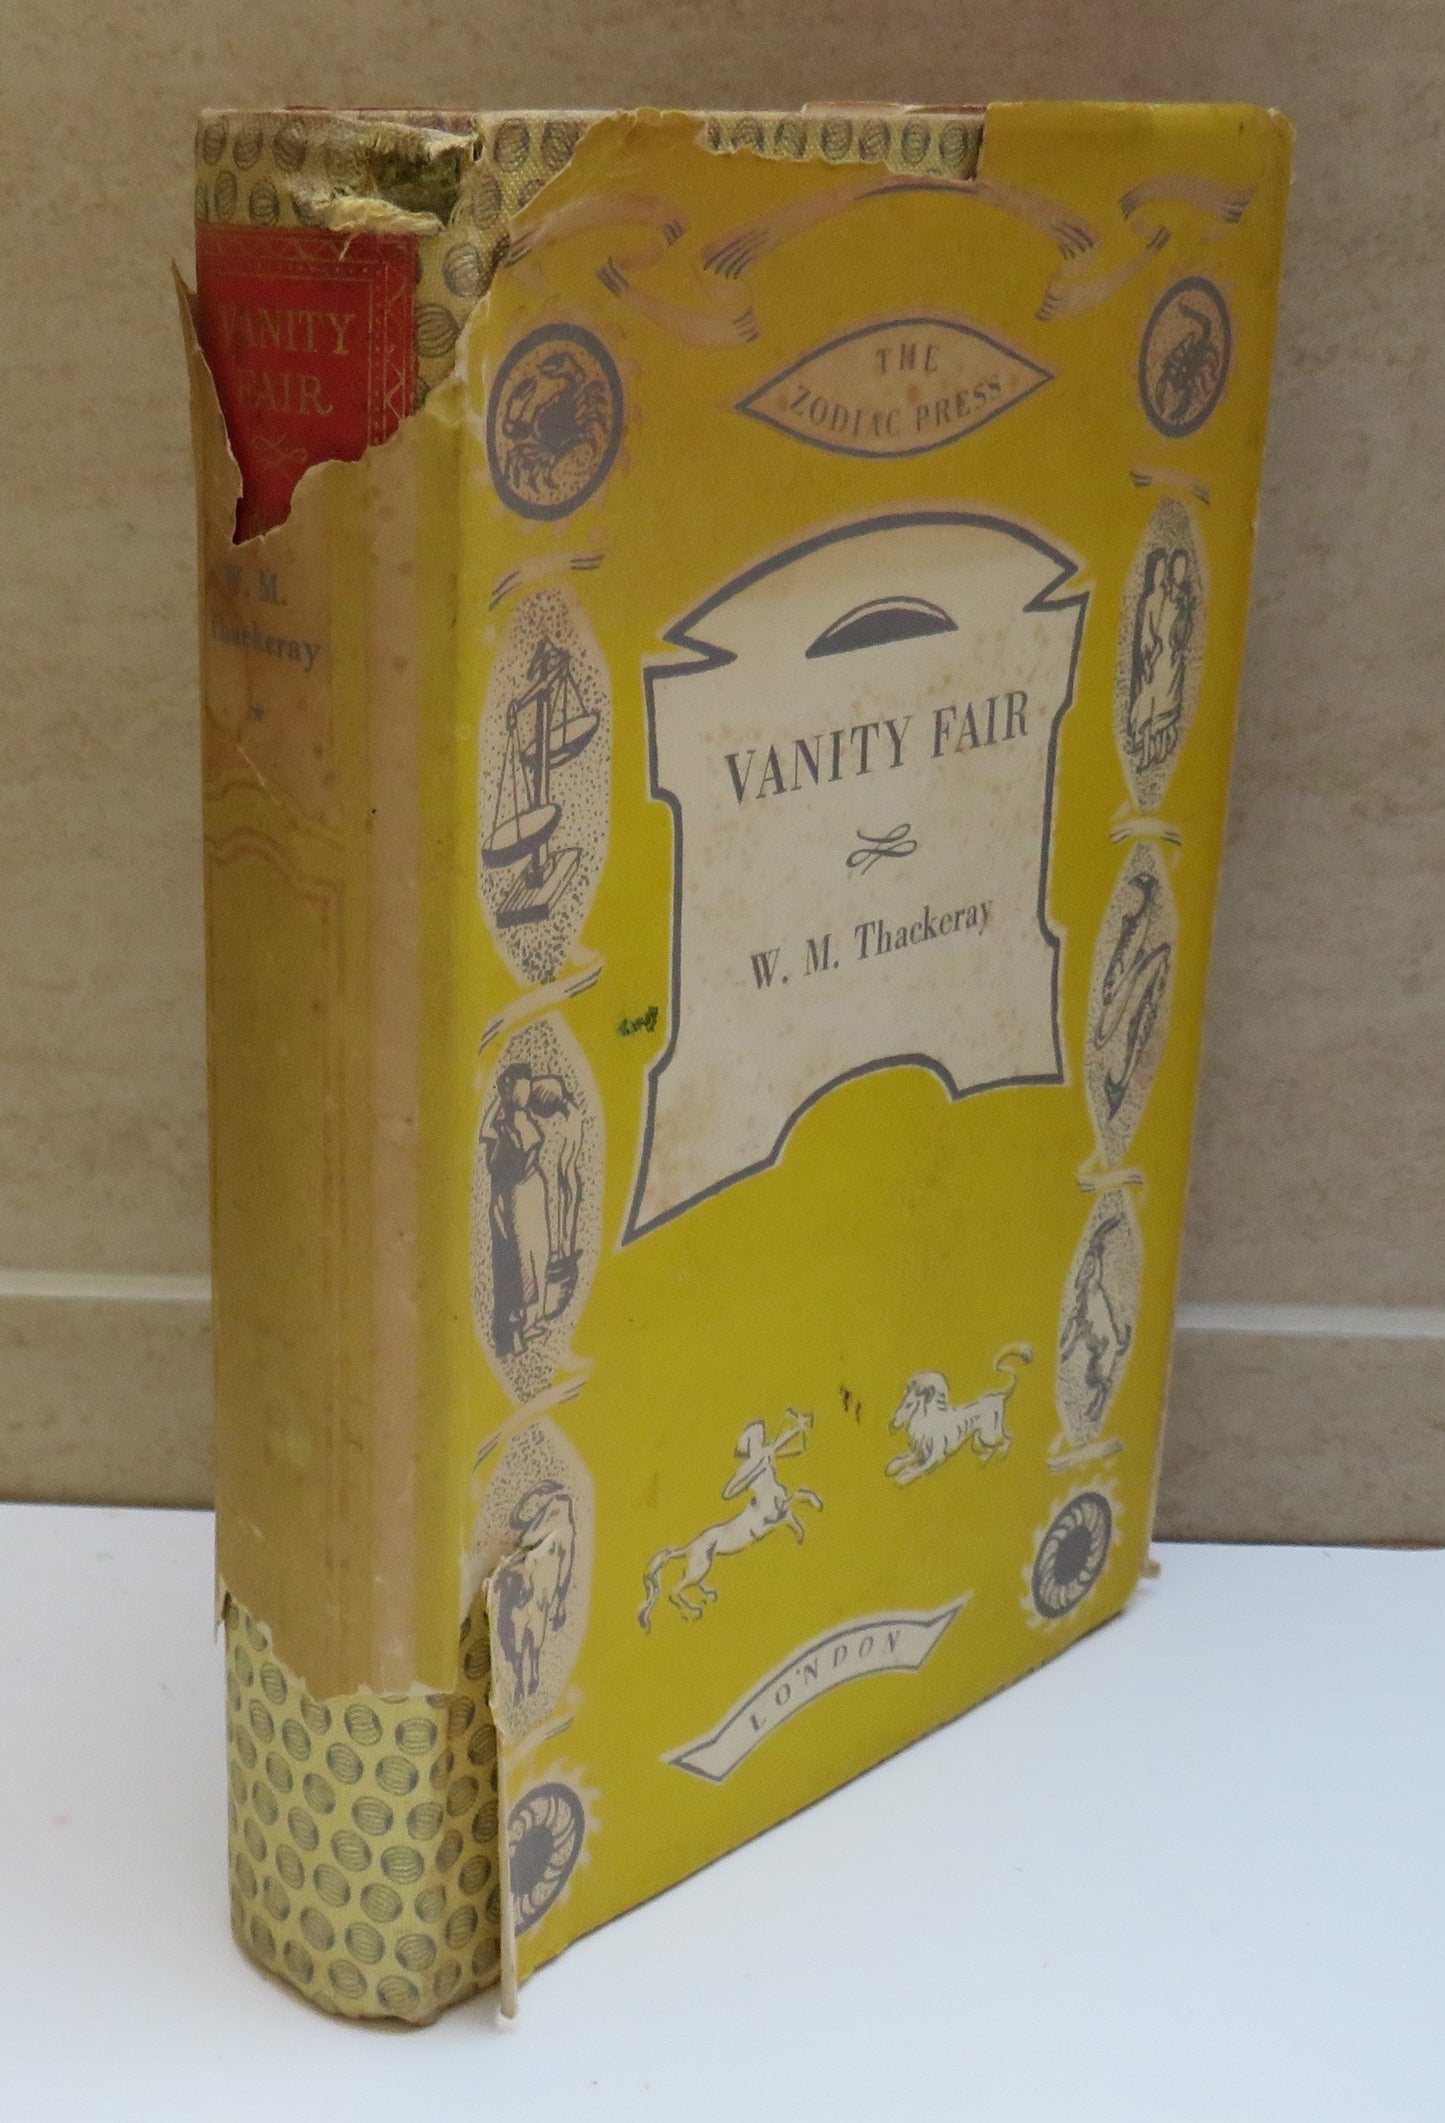 VANITY
FAIR
W. M.
Thackeray
THE
ZODIAC PRESS
VANITY FAIR
W. M. Thackeray
LONDON